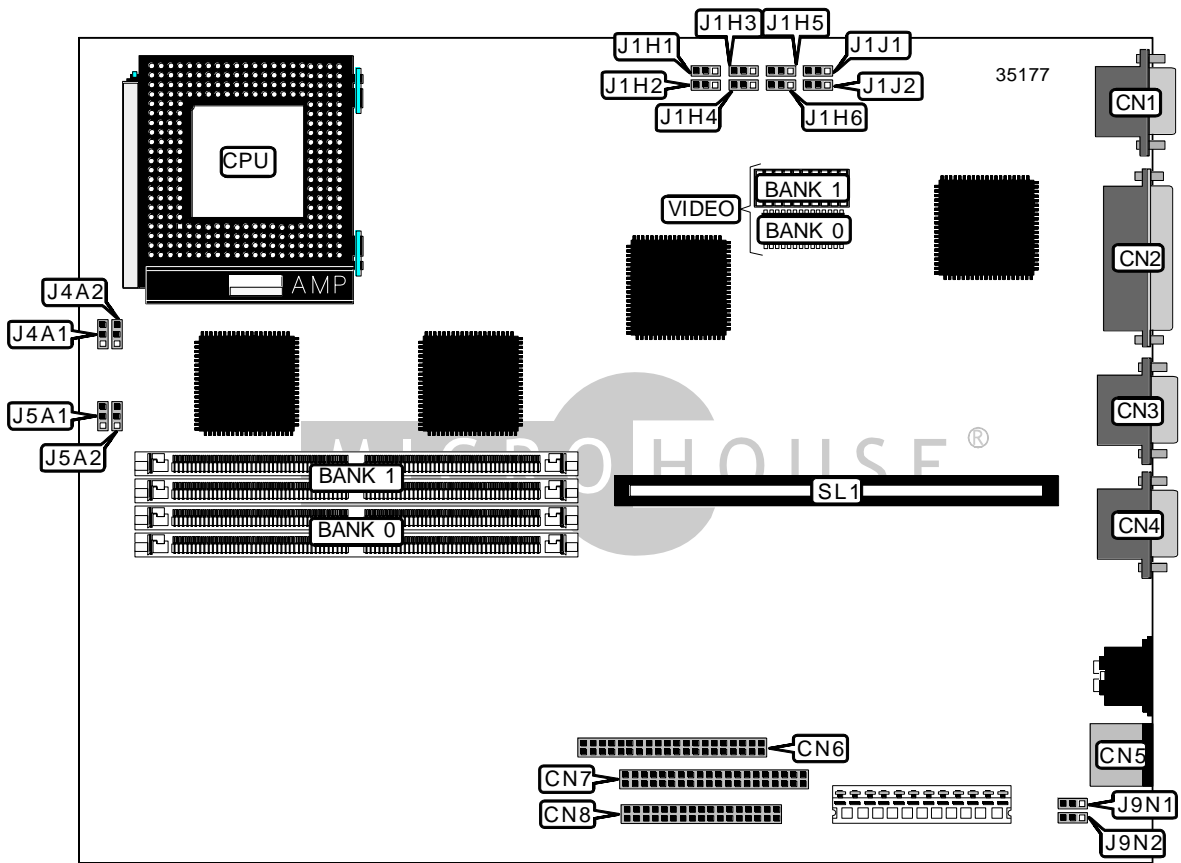 J1H3
J1H5
J1H1
J1J1
35177
J1H2
J1J2
CN1
J1H4
J1H6
CPU
BANK 1
VIDEO
BANK 0
CN2
AMP
J4A2
J4A1
CN3
J5A1
J5A2
MICRO HOUSE ®
BANK 1
SL1
BANK 0
CN4
CN6
CN5
CN7
CN8
J9N1
J9N2